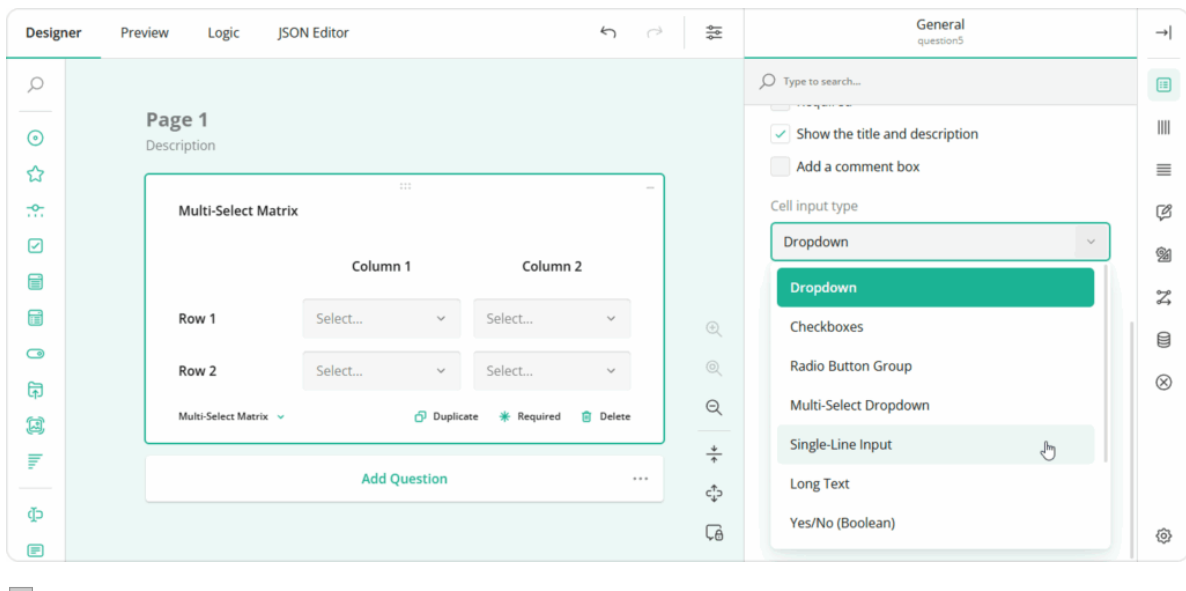 Designer Preview Logic JSON Editor
General
question5
Type to search...
Required
Show the title and description
Add a comment box
Cell input type
Dropdown
Dropdown
Checkboxes
Radio Button Group
Multi-Select Dropdown
Single-Line Input
Long Text
Yes/No (Boolean)
Page 1
Description
Multi-Select Matrix
Column 1 Column 2
Row 1 Select... Select...
Row 2 Select... Select...
Multi-Select Matrix Duplicate Required Delete
Add Question